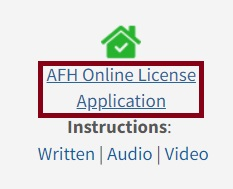 AFH Online License
Application
Instructions:
Written | Audio | Video